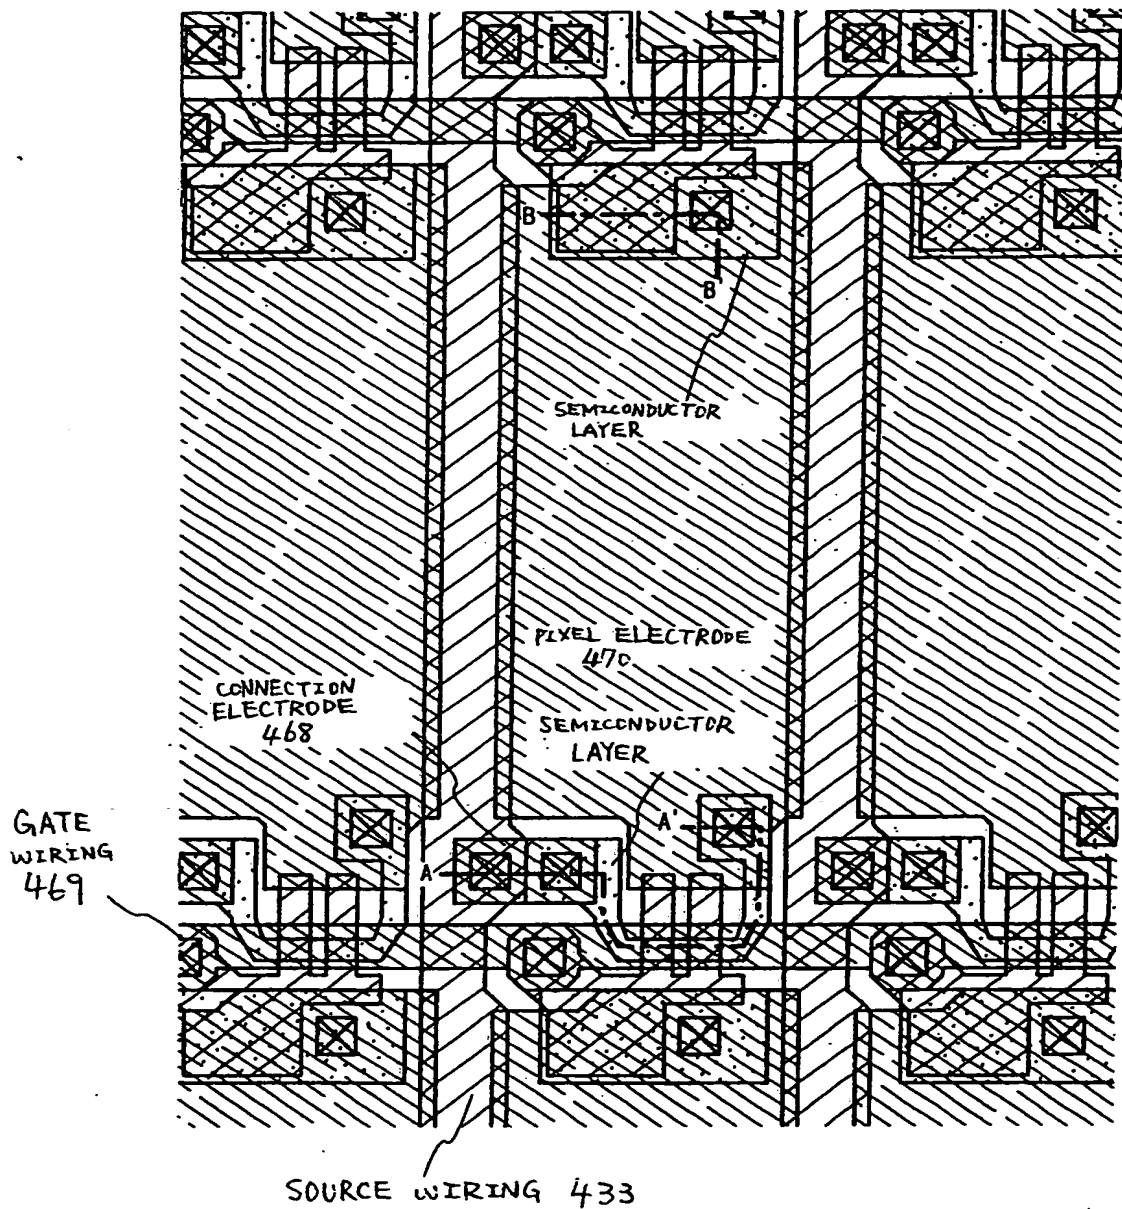 B
B
SEMICONDUCTOR
LAYER
PIXEL ELECTRODE
470
CONNECTION
ELECTRODE
468
SEMICONDUCTOR
LAYER
A'
A
GATE
WIRING
469
SOURCE WIRING 433